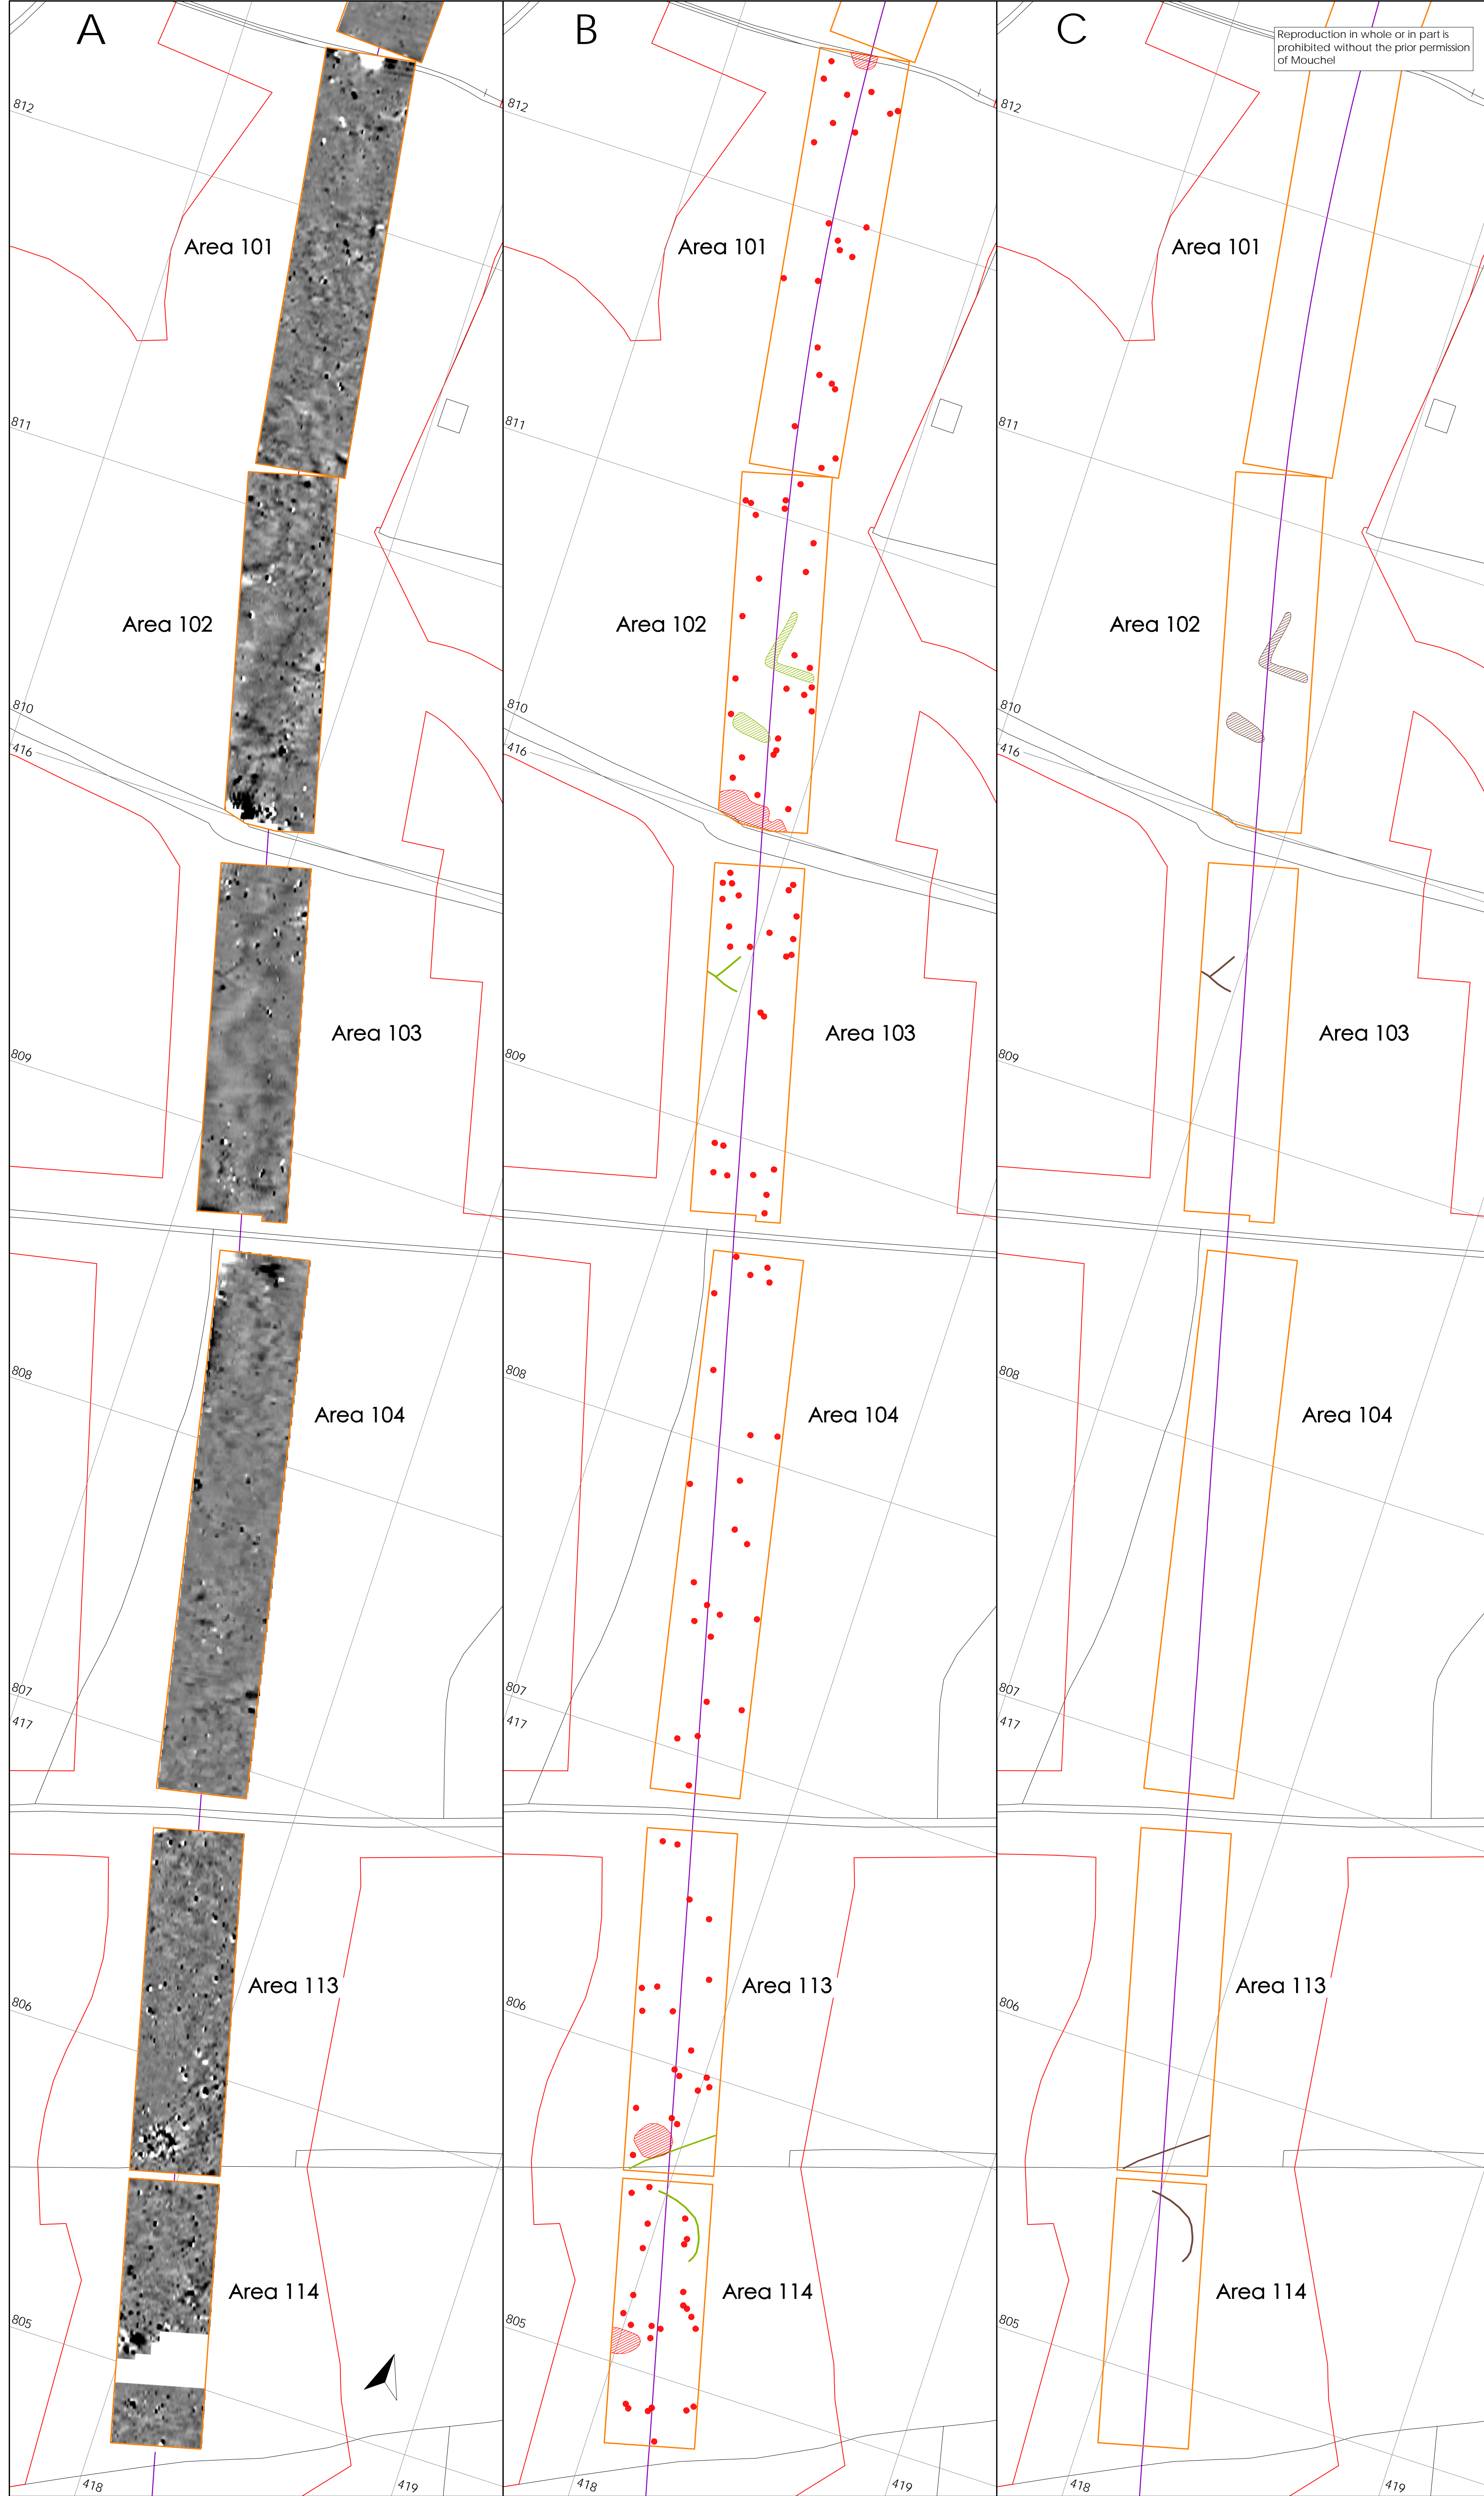 A
812
Area 101
811
Area 102
810
416
Area 103
809
808
Area 104
807
417
Area 113
806
Area 114
805
418
419
B
812
Area 101
811
Area 102
810
416
Area 103
809
808
Area 104
807
417
Area 113
806
Area 114
805
418
419
C
Reproduction in whole or in part is
prohibited without the prior permission
of Mouchel
812
Area 101
811
Area 102
810
416
Area 103
809
808
Area 104
807
417
Area 113
806
Area 114
805
418
419